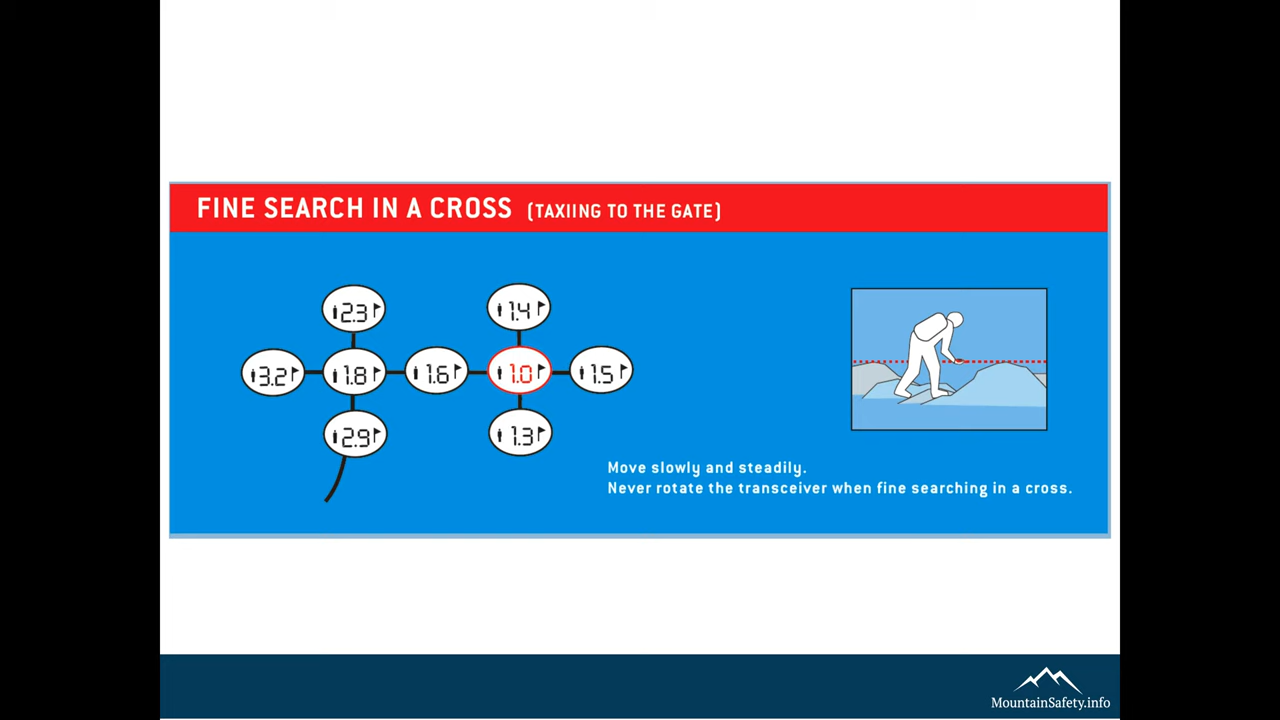 FINE SEARCH IN A CROSS (TAXIING TO THE GATE)
2.3
1.4
3.2
1.8
1.6
1.0
1.5
2.9
1.3
Move slowly and steadily.
Never rotate the transceiver when fine searching in a cross.
MountainSafety.info